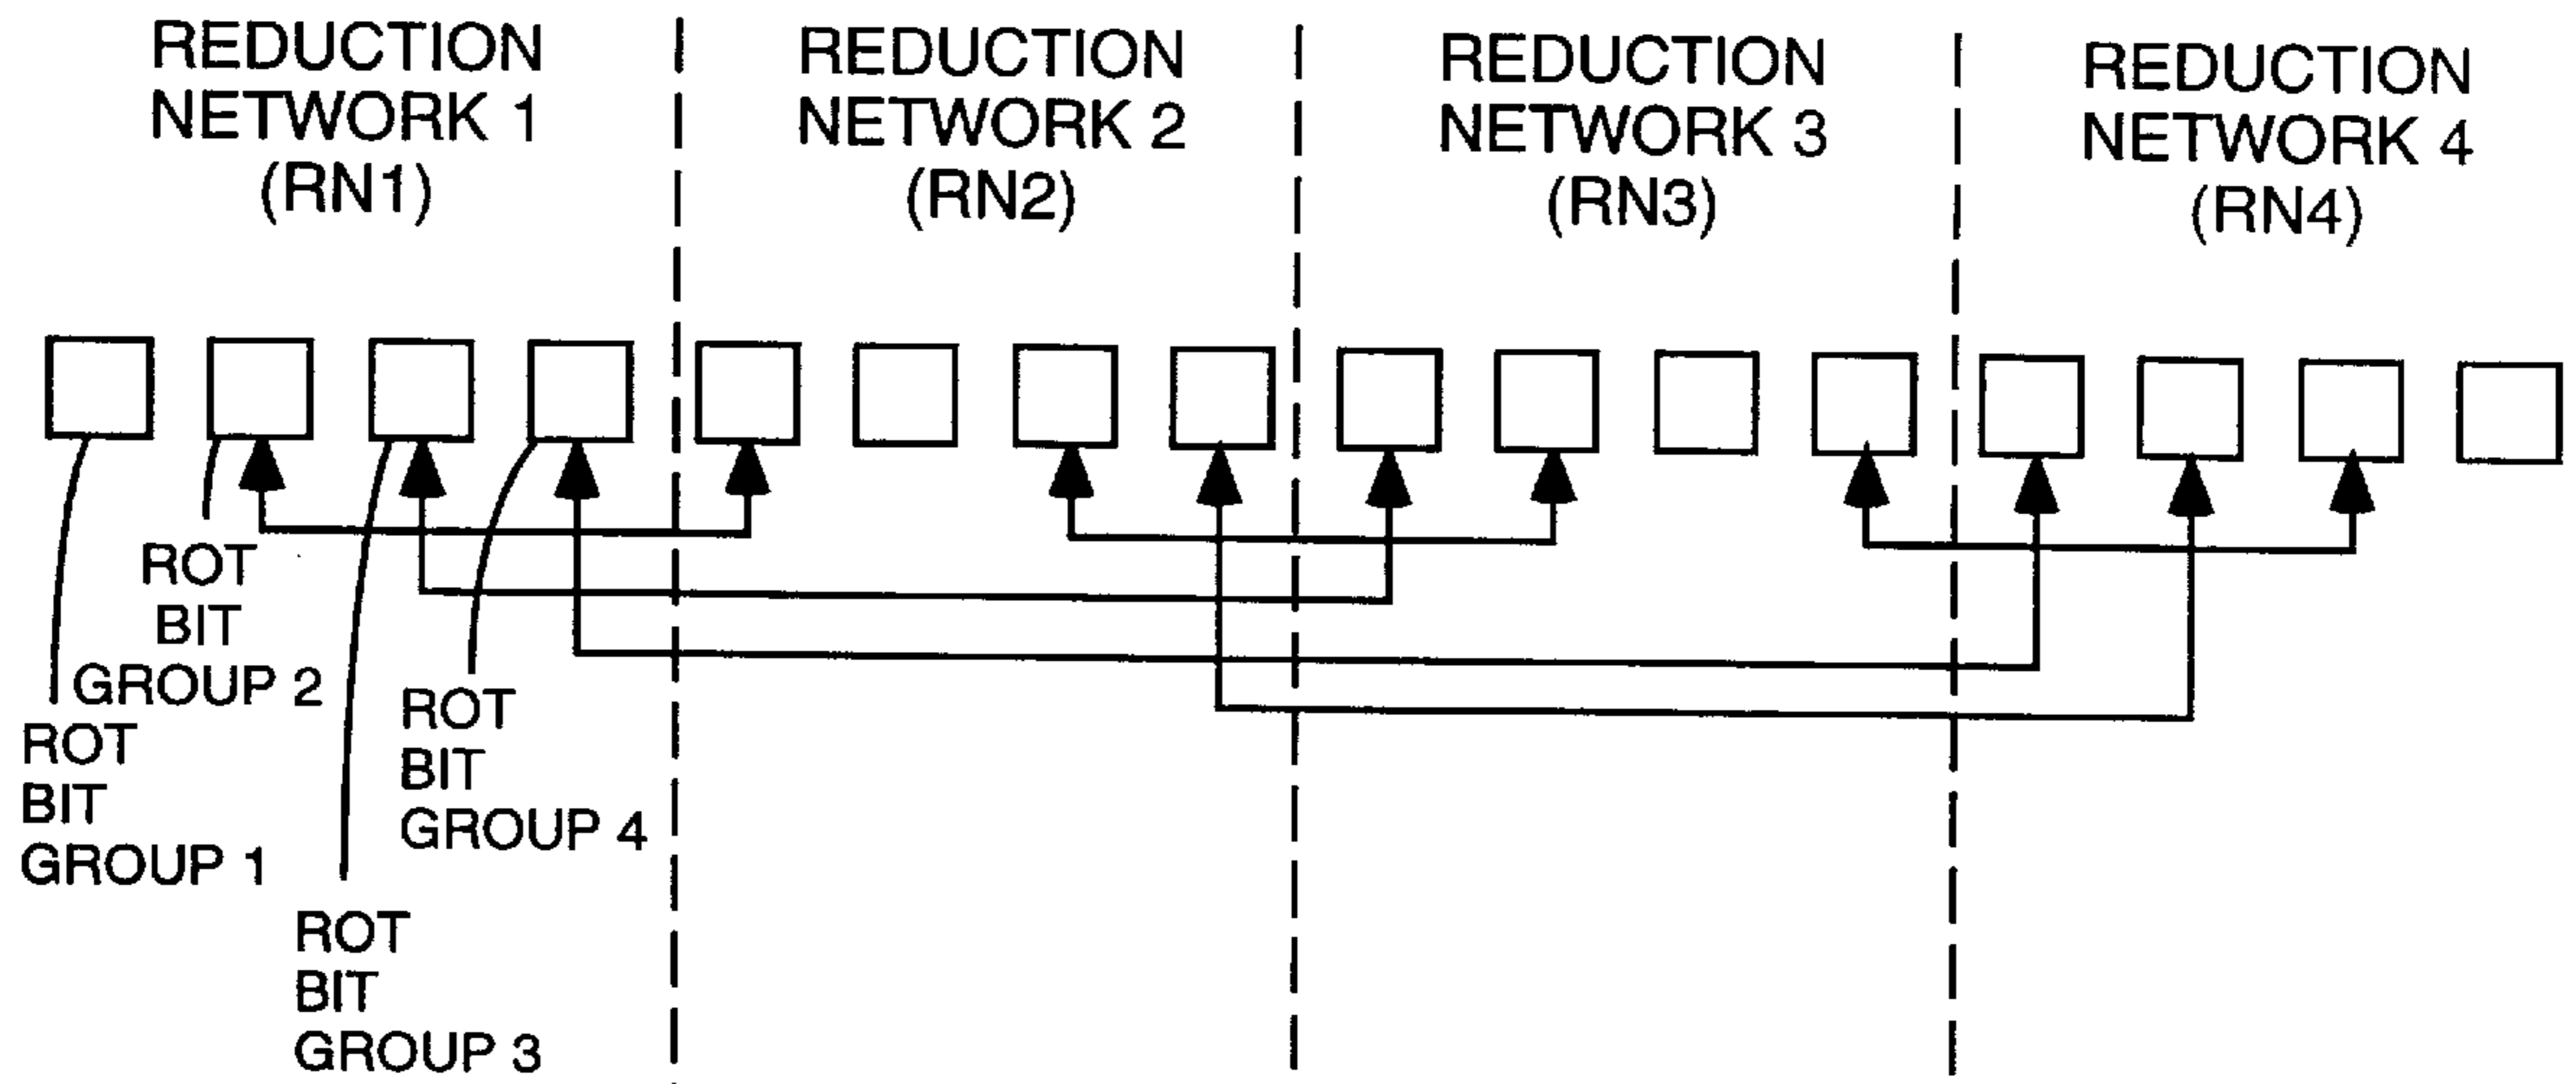 REDUCTION
NETWORK 1
(RN1)
REDUCTION
NETWORK 2
(RN2)
REDUCTION
NETWORK 3
(RN3)
REDUCTION
NETWORK 4
(RN4)
ROT
BIT
GROUP 2
ROT
BIT
GROUP 1
ROT
BIT
GROUP 4
ROT
BIT
GROUP 3